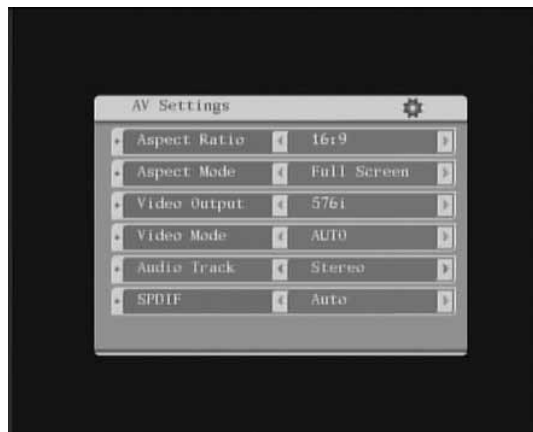 AV Settings
Aspect Ratio 16:9
Aspect Mode Full Screen
Video Output 576i
Video Mode AUTO
Audio Track Stereo
SPDIF Auto